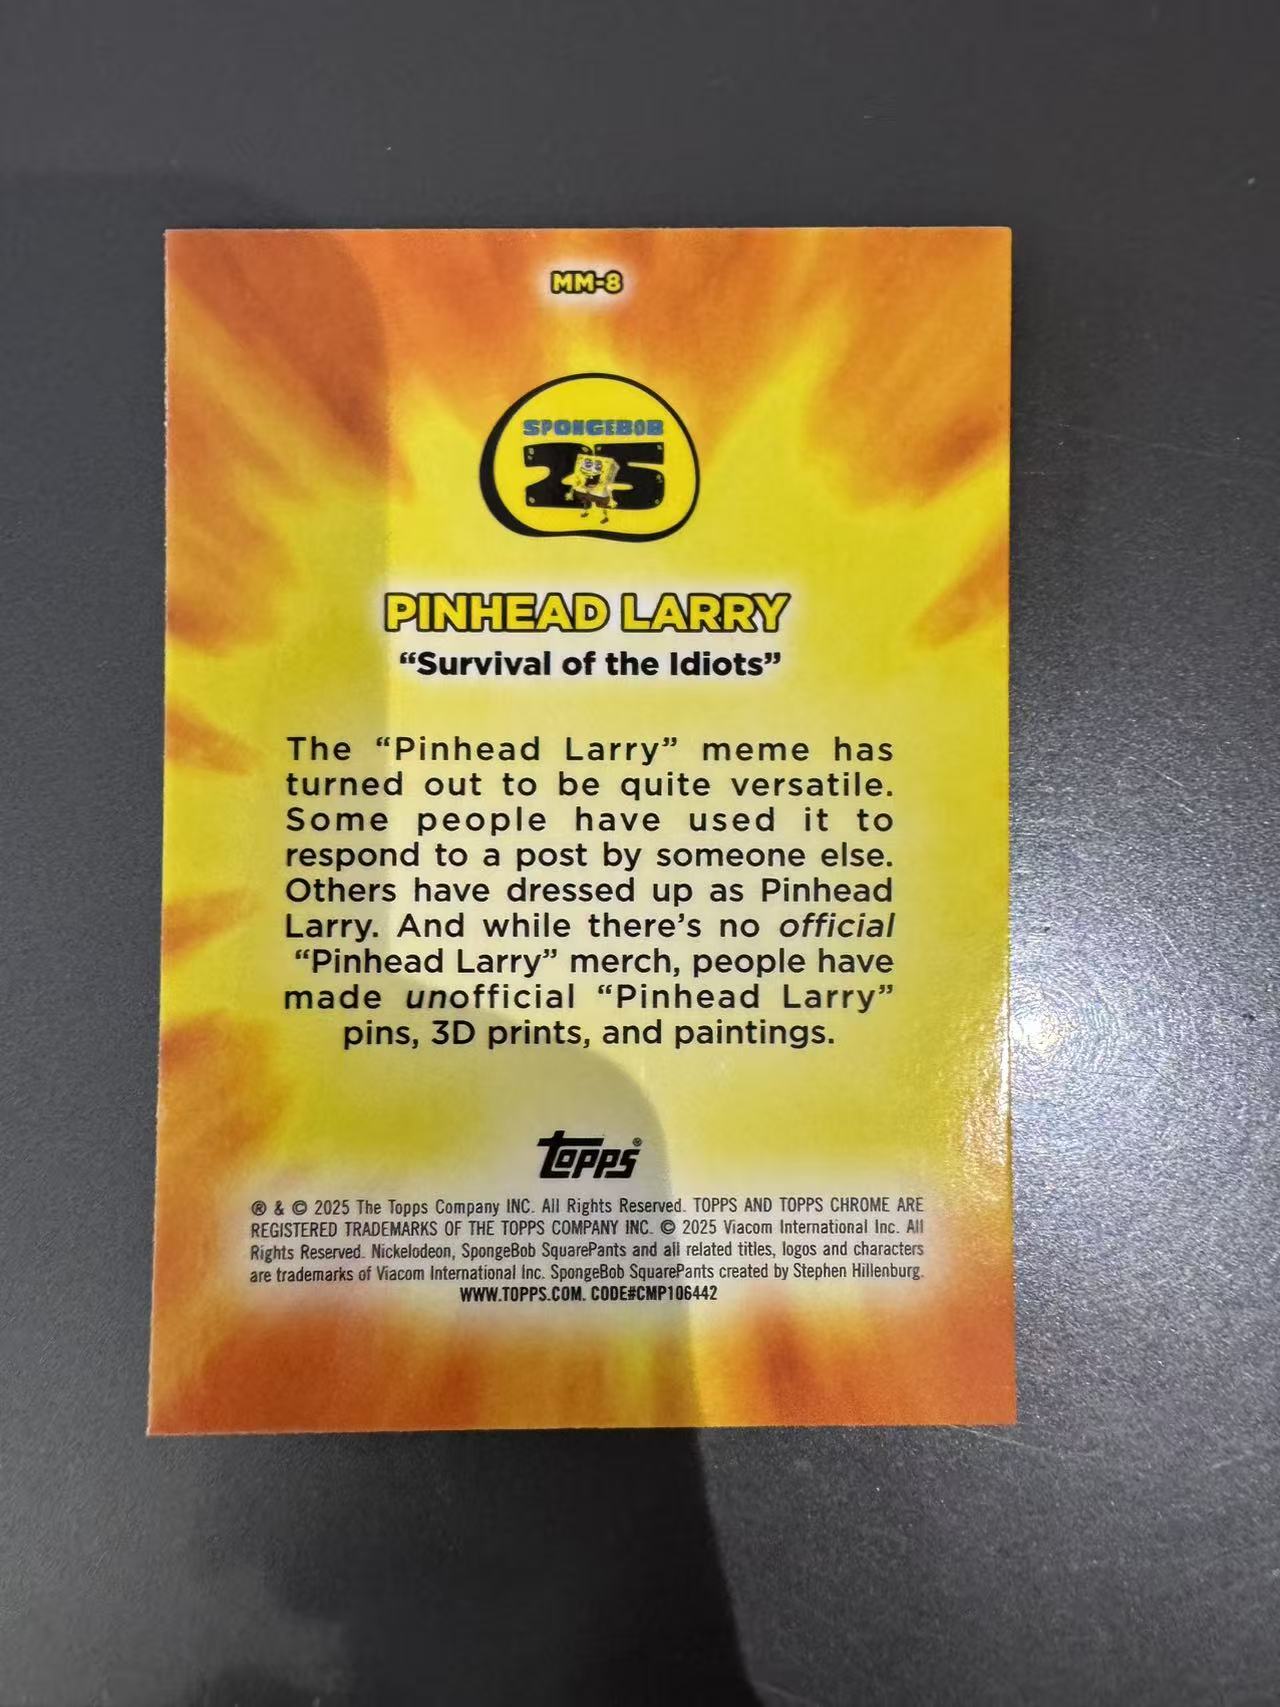 MM-8
SPONGEBOB
25
PINHEAD LARRY
“Survival of the Idiots”
The “Pinhead Larry” meme has
turned out to be quite versatile.
Some people have used it to
respond to a post by someone else.
Others have dressed up as Pinhead
Larry. And while there’s no official
“Pinhead Larry” merch, people have
made unofficial “Pinhead Larry”
pins, 3D prints, and paintings.
topps®
® & © 2025 The Topps Company INC. All Rights Reserved. TOPPS AND TOPPS CHROME ARE
REGISTERED TRADEMARKS OF THE TOPPS COMPANY INC. © 2025 Viacom International Inc. All
Rights Reserved. Nickelodeon, SpongeBob SquarePants and all related titles, logos and characters
are trademarks of Viacom International Inc. SpongeBob SquarePants created by Stephen Hillenburg.
WWW.TOPPS.COM. CODE#CMP106442